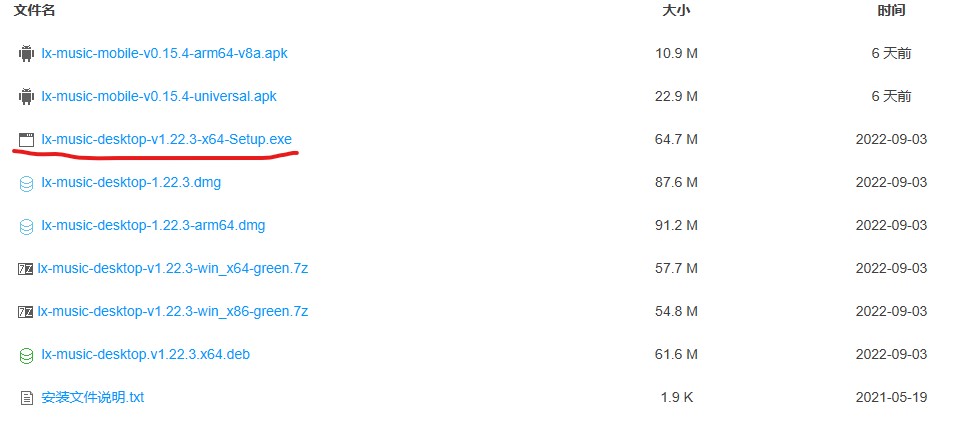 文件名 大小 时间
lx-music-mobile-v0.15.4-arm64-v8a.apk 10.9 M 6 天前
lx-music-mobile-v0.15.4-universal.apk 22.9 M 6 天前
lx-music-desktop-v1.22.3-x64-Setup.exe 64.7 M 2022-09-03
lx-music-desktop-1.22.3.dmg 87.6 M 2022-09-03
lx-music-desktop-1.22.3-arm64.dmg 91.2 M 2022-09-03
lx-music-desktop-v1.22.3-win_x64-green.7z 57.7 M 2022-09-03
lx-music-desktop-v1.22.3-win_x86-green.7z 54.8 M 2022-09-03
lx-music-desktop.v1.22.3.x64.deb 61.6 M 2022-09-03
安装文件说明.txt 1.9 K 2021-05-19